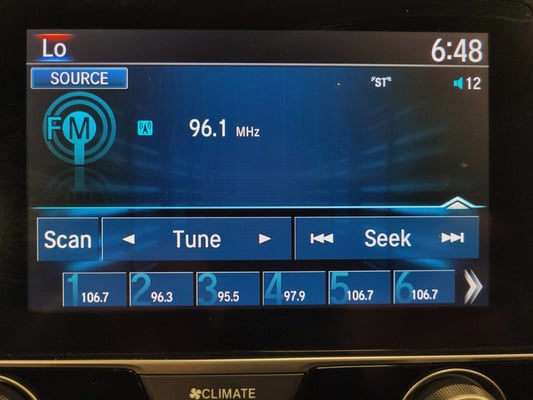 Lo 6:48
SOURCE "ST" 12
FM 96.1 MHz
Scan Tune Seek
1 106.7 2 96.3 3 95.5 4 97.9 5 106.7 6 106.7
CLIMATE